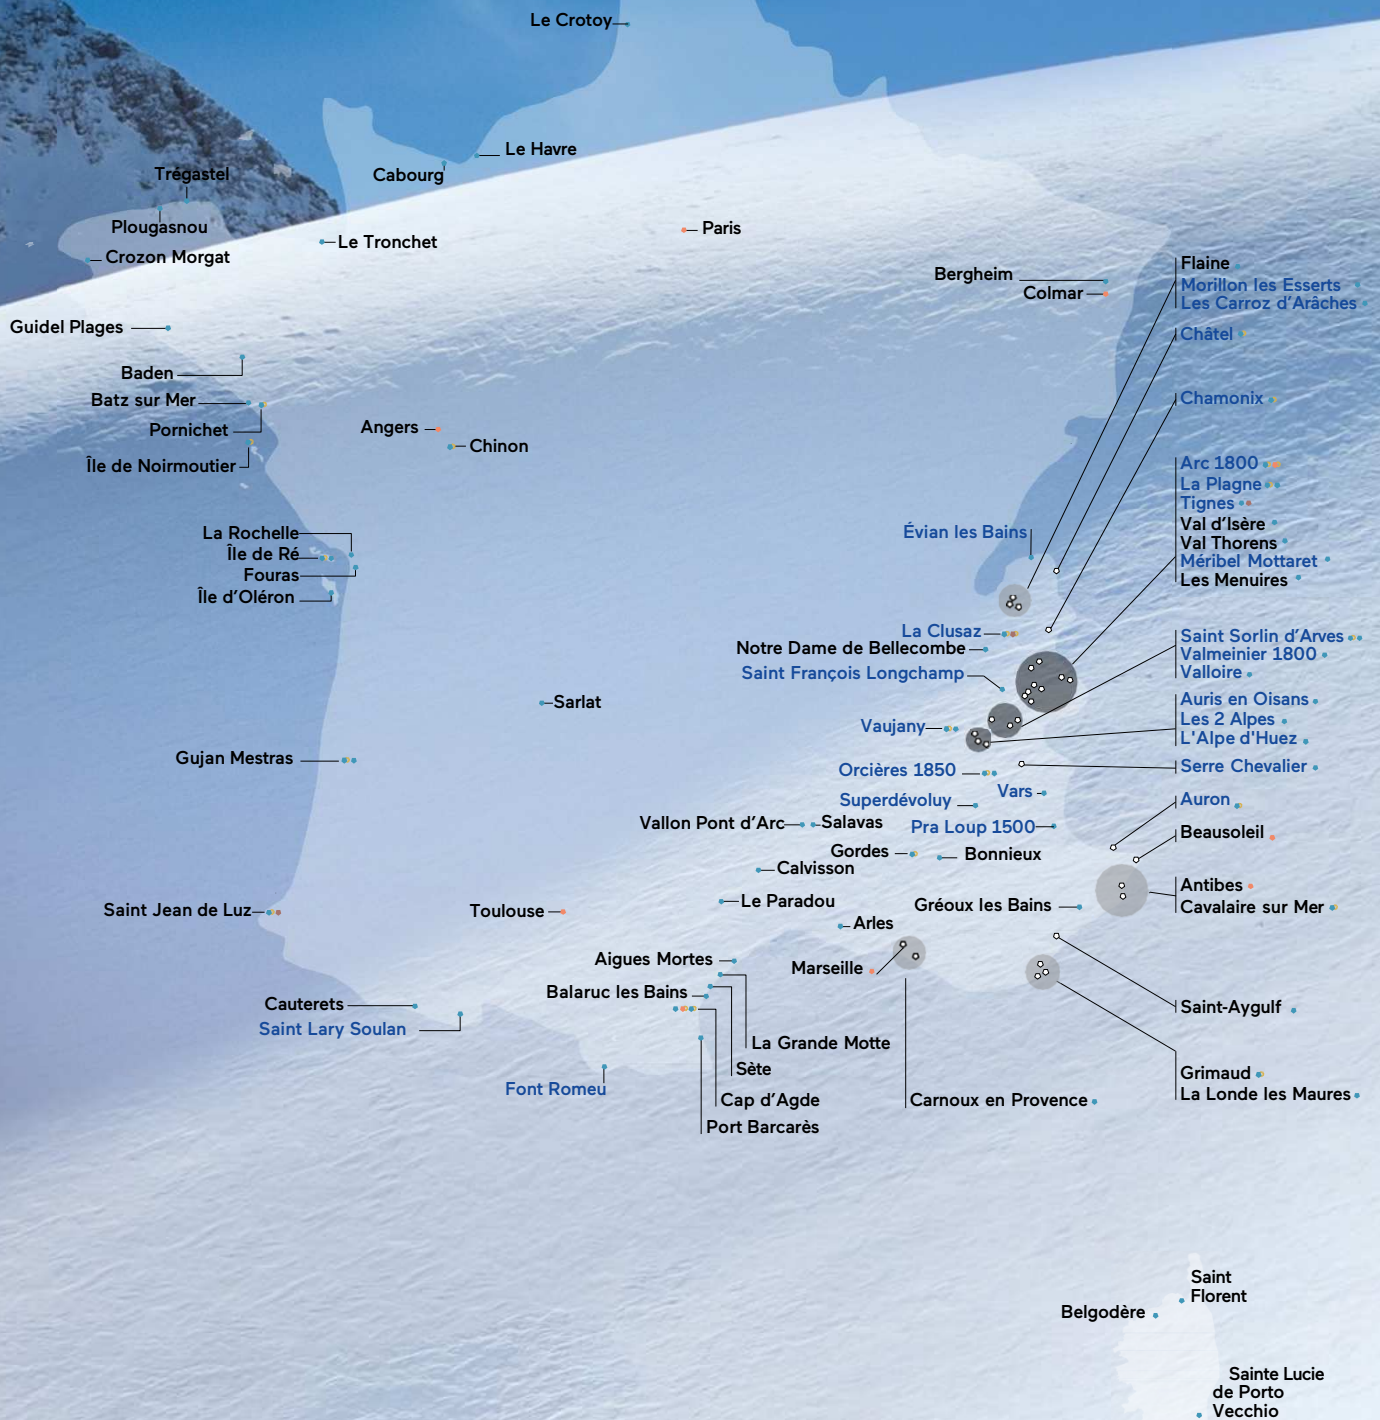 Le Crotoy
Le Havre
Cabourg
Trégastel
Plougasnou
Crozon Morgat
Le Tronchet
Paris
Bergheim
Colmar
Flaine
Morillon les Esserts
Les Carroz d'Arâches
Châtel
Guidel Plages
Baden
Batz sur Mer
Pornichet
Île de Noirmoutier
Angers
Chinon
Chamonix
Arc 1800
La Plagne
Tignes
Val d'Isère
Val Thorens
Méribel Mottaret
Les Menuires
La Rochelle
Île de Ré
Fouras
Île d'Oléron
Évian les Bains
La Clusaz
Notre Dame de Bellecombe
Saint François Longchamp
Saint Sorlin d'Arves
Valmeinier 1800
Valloire
Auris en Oisans
Les 2 Alpes
L'Alpe d'Huez
Sarlat
Vaujany
Gujan Mestras
Orcières 1850
Serre Chevalier
Vars
Superdévoluy
Auron
Vallon Pont d'Arc
Salavas
Pra Loup 1500
Beausoleil
Gordes
Bonnieux
Calvisson
Antibes
Cavalaire sur Mer
Le Paradou
Gréoux les Bains
Saint Jean de Luz
Toulouse
Arles
Aigues Mortes
Marseille
Balaruc les Bains
Cauterets
Saint Lary Soulan
Saint-Aygulf
La Grande Motte
Sète
Grimaud
La Londe les Maures
Font Romeu
Cap d'Agde
Carnoux en Provence
Port Barcarès
Saint
Florent
Belgodère
Sainte Lucie
de Porto
Vecchio